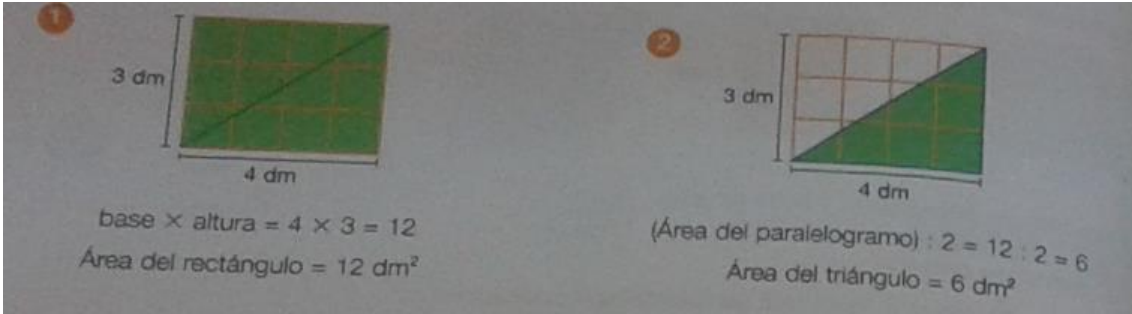 1
3 dm
4 dm
base × altura = 4 × 3 = 12
Área del rectángulo = 12 dm²
2
3 dm
4 dm
(Área del paralelogramo) : 2 = 12 : 2 = 6
Área del triángulo = 6 dm²